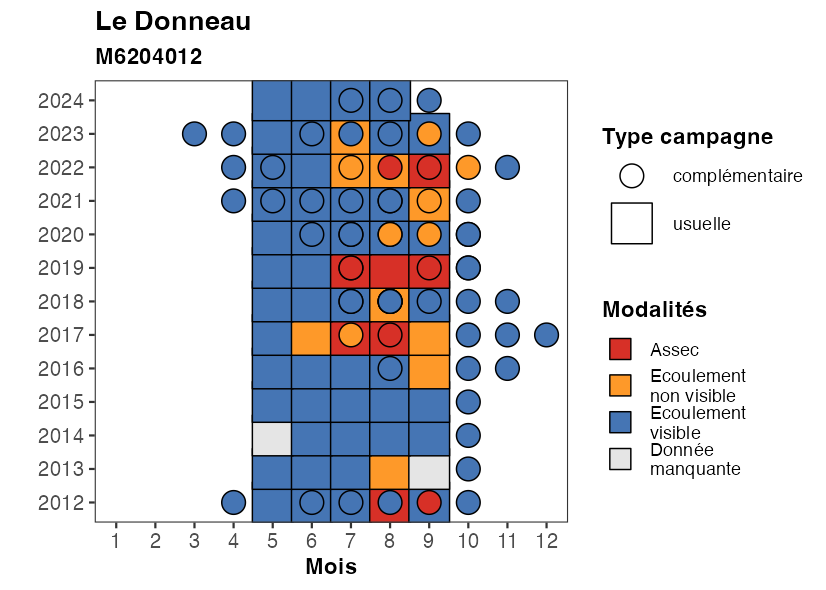 Le Donneau
M6204012
2024
2023
2022
2021
2020
2019
2018
2017
2016
2015
2014
2013
2012
1 2 3 4 5 6 7 8 9 10 11 12
Mois
Type campagne
complémentaire
usuelle
Modalités
Assec
Ecoulement
non visible
Ecoulement
visible
Donnée
manquante